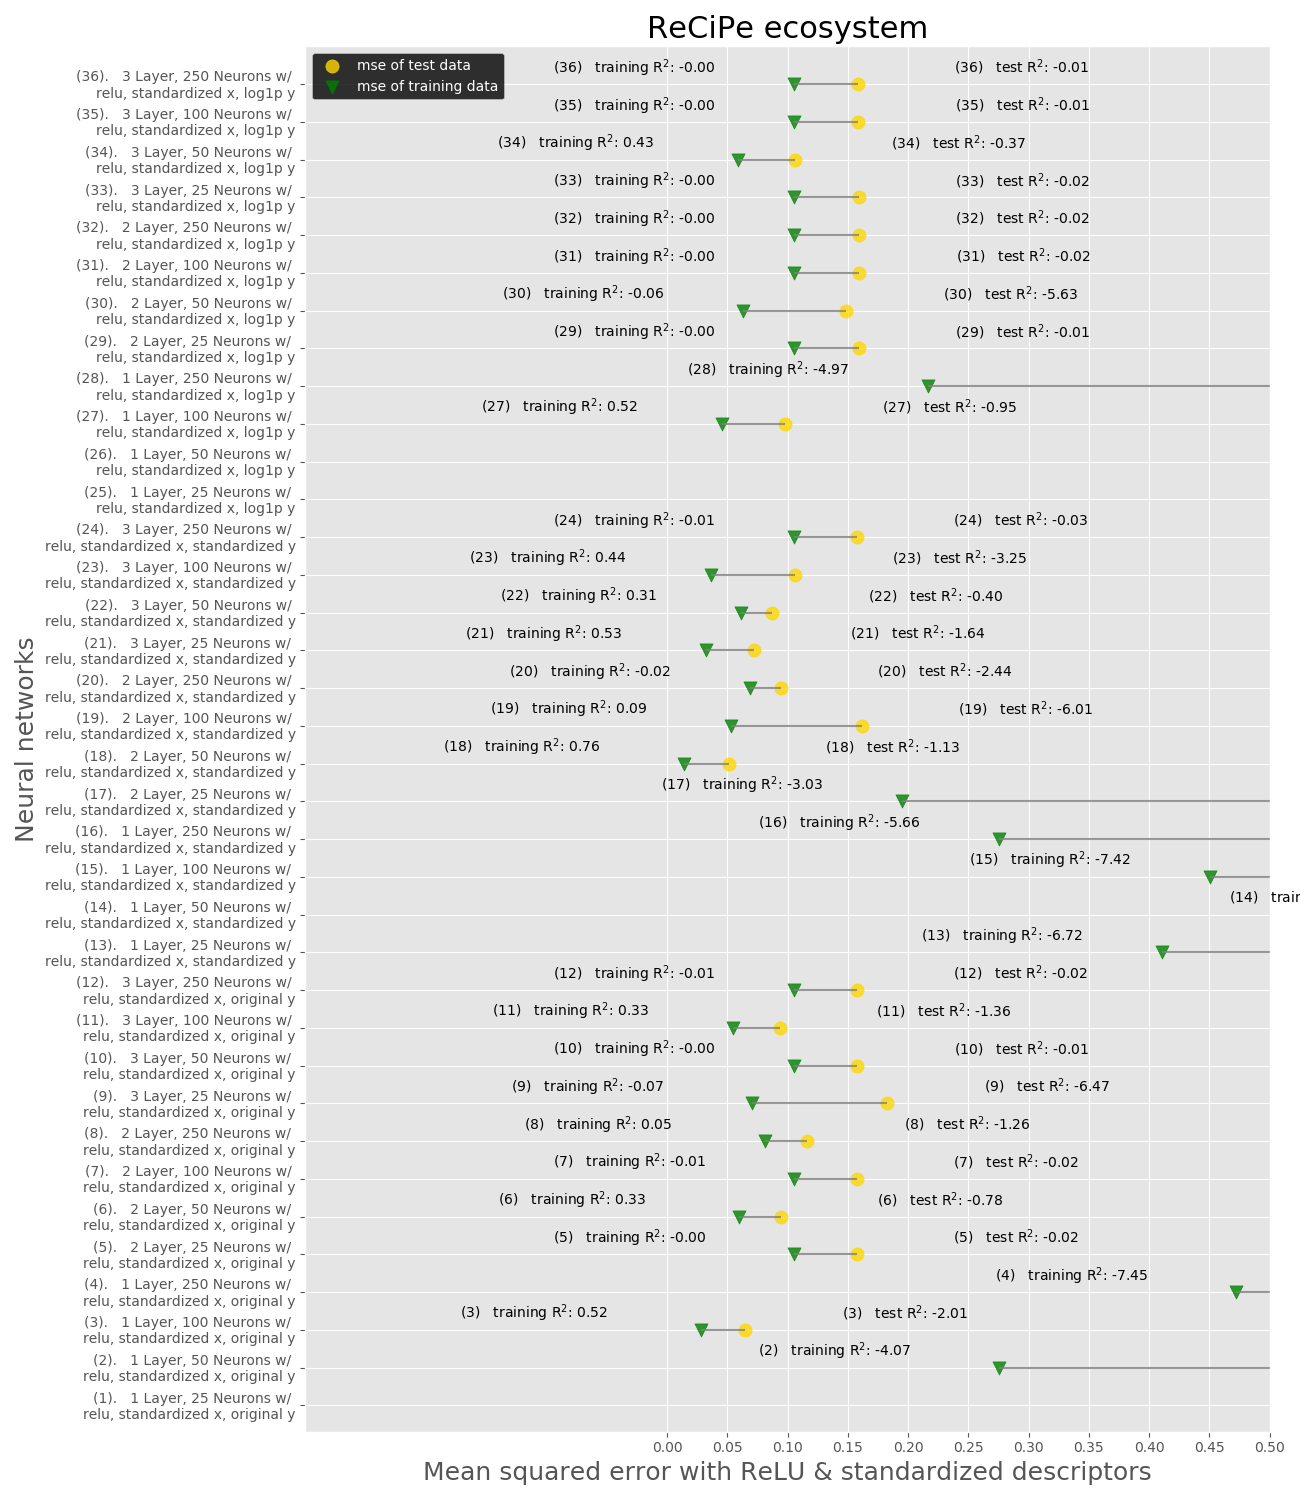 ReCiPe ecosystem
mse of test data
mse of training data
(36).   3 Layer, 250 Neurons w/
relu, standardized x, log1p y
(36)   training R²: -0.00
(36)   test R²: -0.01
(35).   3 Layer, 100 Neurons w/
relu, standardized x, log1p y
(35)   training R²: -0.00
(35)   test R²: -0.01
(34).   3 Layer, 50 Neurons w/
relu, standardized x, log1p y
(34)   training R²: 0.43
(34)   test R²: -0.37
(33).   3 Layer, 25 Neurons w/
relu, standardized x, log1p y
(33)   training R²: -0.00
(33)   test R²: -0.02
(32).   2 Layer, 250 Neurons w/
relu, standardized x, log1p y
(32)   training R²: -0.00
(32)   test R²: -0.02
(31).   2 Layer, 100 Neurons w/
relu, standardized x, log1p y
(31)   training R²: -0.00
(31)   test R²: -0.02
(30).   2 Layer, 50 Neurons w/
relu, standardized x, log1p y
(30)   training R²: -0.06
(30)   test R²: -5.63
(29).   2 Layer, 25 Neurons w/
relu, standardized x, log1p y
(29)   training R²: -0.00
(29)   test R²: -0.01
(28).   1 Layer, 250 Neurons w/
relu, standardized x, log1p y
(28)   training R²: -4.97
(27).   1 Layer, 100 Neurons w/
relu, standardized x, log1p y
(27)   training R²: 0.52
(27)   test R²: -0.95
(26).   1 Layer, 50 Neurons w/
relu, standardized x, log1p y
(25).   1 Layer, 25 Neurons w/
relu, standardized x, log1p y
(24).   3 Layer, 250 Neurons w/
relu, standardized x, standardized y
(24)   training R²: -0.01
(24)   test R²: -0.03
(23).   3 Layer, 100 Neurons w/
relu, standardized x, standardized y
(23)   training R²: 0.44
(23)   test R²: -3.25
(22).   3 Layer, 50 Neurons w/
relu, standardized x, standardized y
(22)   training R²: 0.31
(22)   test R²: -0.40
(21).   3 Layer, 25 Neurons w/
relu, standardized x, standardized y
(21)   training R²: 0.53
(21)   test R²: -1.64
(20).   2 Layer, 250 Neurons w/
relu, standardized x, standardized y
(20)   training R²: -0.02
(20)   test R²: -2.44
(19).   2 Layer, 100 Neurons w/
relu, standardized x, standardized y
(19)   training R²: 0.09
(19)   test R²: -6.01
(18).   2 Layer, 50 Neurons w/
relu, standardized x, standardized y
(18)   training R²: 0.76
(18)   test R²: -1.13
(17).   2 Layer, 25 Neurons w/
relu, standardized x, standardized y
(17)   training R²: -3.03
(16).   1 Layer, 250 Neurons w/
relu, standardized x, standardized y
(16)   training R²: -5.66
(15).   1 Layer, 100 Neurons w/
relu, standardized x, standardized y
(15)   training R²: -7.42
(14).   1 Layer, 50 Neurons w/
relu, standardized x, standardized y
(14)   train
(13).   1 Layer, 25 Neurons w/
relu, standardized x, standardized y
(13)   training R²: -6.72
(12).   3 Layer, 250 Neurons w/
relu, standardized x, original y
(12)   training R²: -0.01
(12)   test R²: -0.02
(11).   3 Layer, 100 Neurons w/
relu, standardized x, original y
(11)   training R²: 0.33
(11)   test R²: -1.36
(10).   3 Layer, 50 Neurons w/
relu, standardized x, original y
(10)   training R²: -0.00
(10)   test R²: -0.01
(9).   3 Layer, 25 Neurons w/
relu, standardized x, original y
(9)   training R²: -0.07
(9)   test R²: -6.47
(8).   2 Layer, 250 Neurons w/
relu, standardized x, original y
(8)   training R²: 0.05
(8)   test R²: -1.26
(7).   2 Layer, 100 Neurons w/
relu, standardized x, original y
(7)   training R²: -0.01
(7)   test R²: -0.02
(6).   2 Layer, 50 Neurons w/
relu, standardized x, original y
(6)   training R²: 0.33
(6)   test R²: -0.78
(5).   2 Layer, 25 Neurons w/
relu, standardized x, original y
(5)   training R²: -0.00
(5)   test R²: -0.02
(4).   1 Layer, 250 Neurons w/
relu, standardized x, original y
(4)   training R²: -7.45
(3).   1 Layer, 100 Neurons w/
relu, standardized x, original y
(3)   training R²: 0.52
(3)   test R²: -2.01
(2).   1 Layer, 50 Neurons w/
relu, standardized x, original y
(2)   training R²: -4.07
(1).   1 Layer, 25 Neurons w/
relu, standardized x, original y
Neural networks
0.00 0.05 0.10 0.15 0.20 0.25 0.30 0.35 0.40 0.45 0.50
Mean squared error with ReLU & standardized descriptors